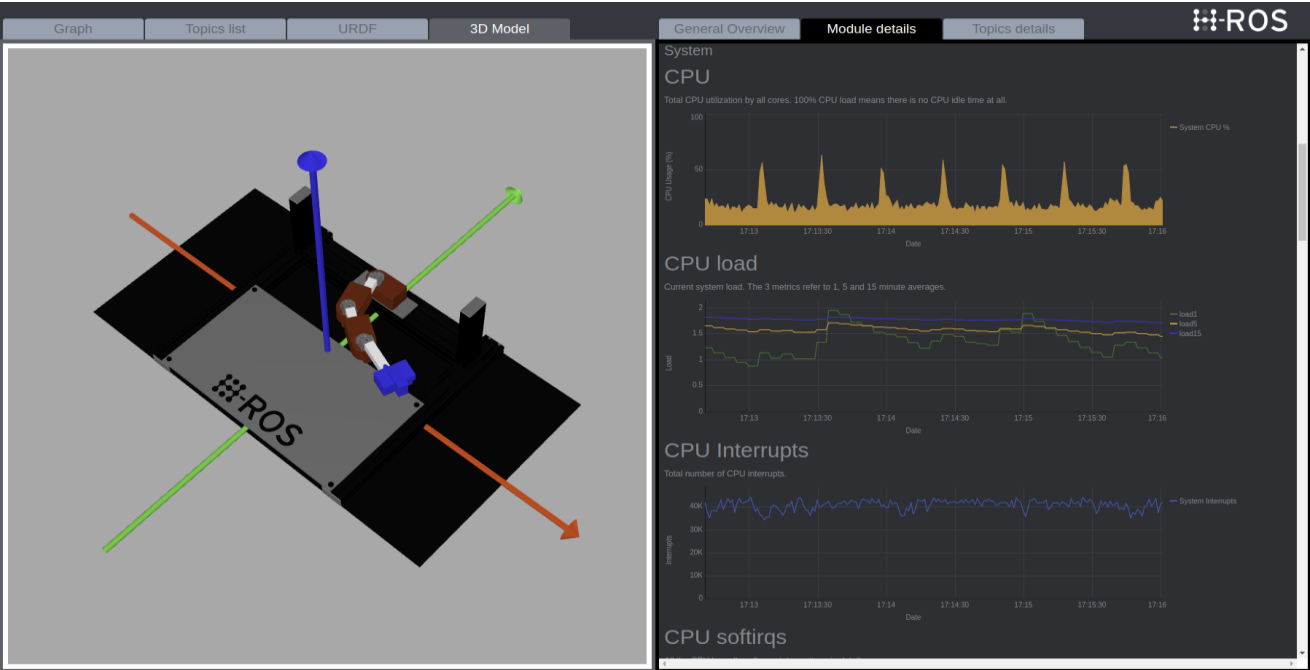 Graph
Topics list
URDF
3D Model
General Overview
Module details
Topics details
H-ROS
H-ROS
System
CPU
Total CPU utilization by all cores. 100% CPU load means there is no CPU idle time at all.
100
50
0
CPU Usage (%)
17:13 17:13:30 17:14 17:14:30 17:15 17:15:30 17:16
Date
System CPU %
CPU load
Current system load. The 3 metrics refer to 1, 5 and 15 minute averages.
2
1.5
1
0.5
0
Load
17:13 17:13:30 17:14 17:14:30 17:15 17:15:30 17:16
Date
load1
load5
load15
CPU Interrupts
Total number of CPU interrupts.
40K
30K
20K
10K
0
Interrupts
17:13 17:13:30 17:14 17:14:30 17:15 17:15:30 17:16
Date
System Interrupts
CPU softirqs